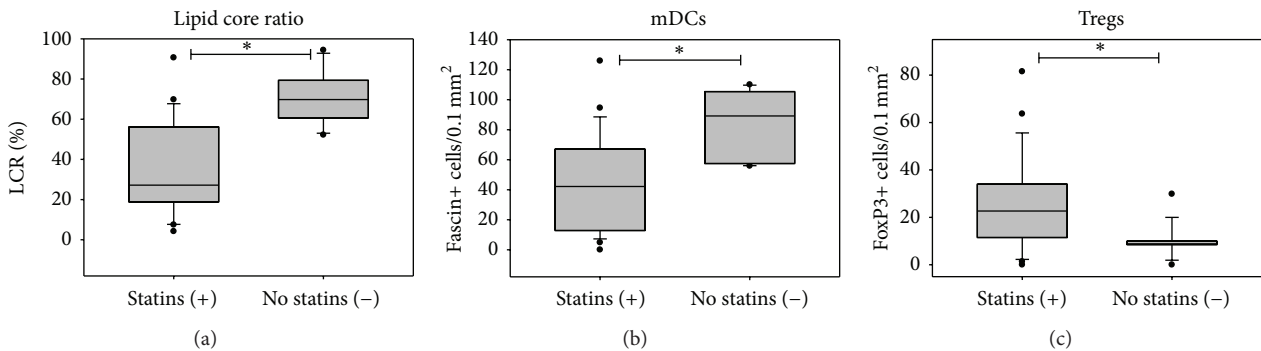 Lipid core ratio
*
LCR (%)
100
80
60
40
20
0
Statins (+) No statins (−)
(a)
mDCs
*
Fascin+ cells/0.1 mm²
140
120
100
80
60
40
20
0
Statins (+) No statins (−)
(b)
Tregs
*
FoxP3+ cells/0.1 mm²
80
60
40
20
0
Statins (+) No statins (−)
(c)